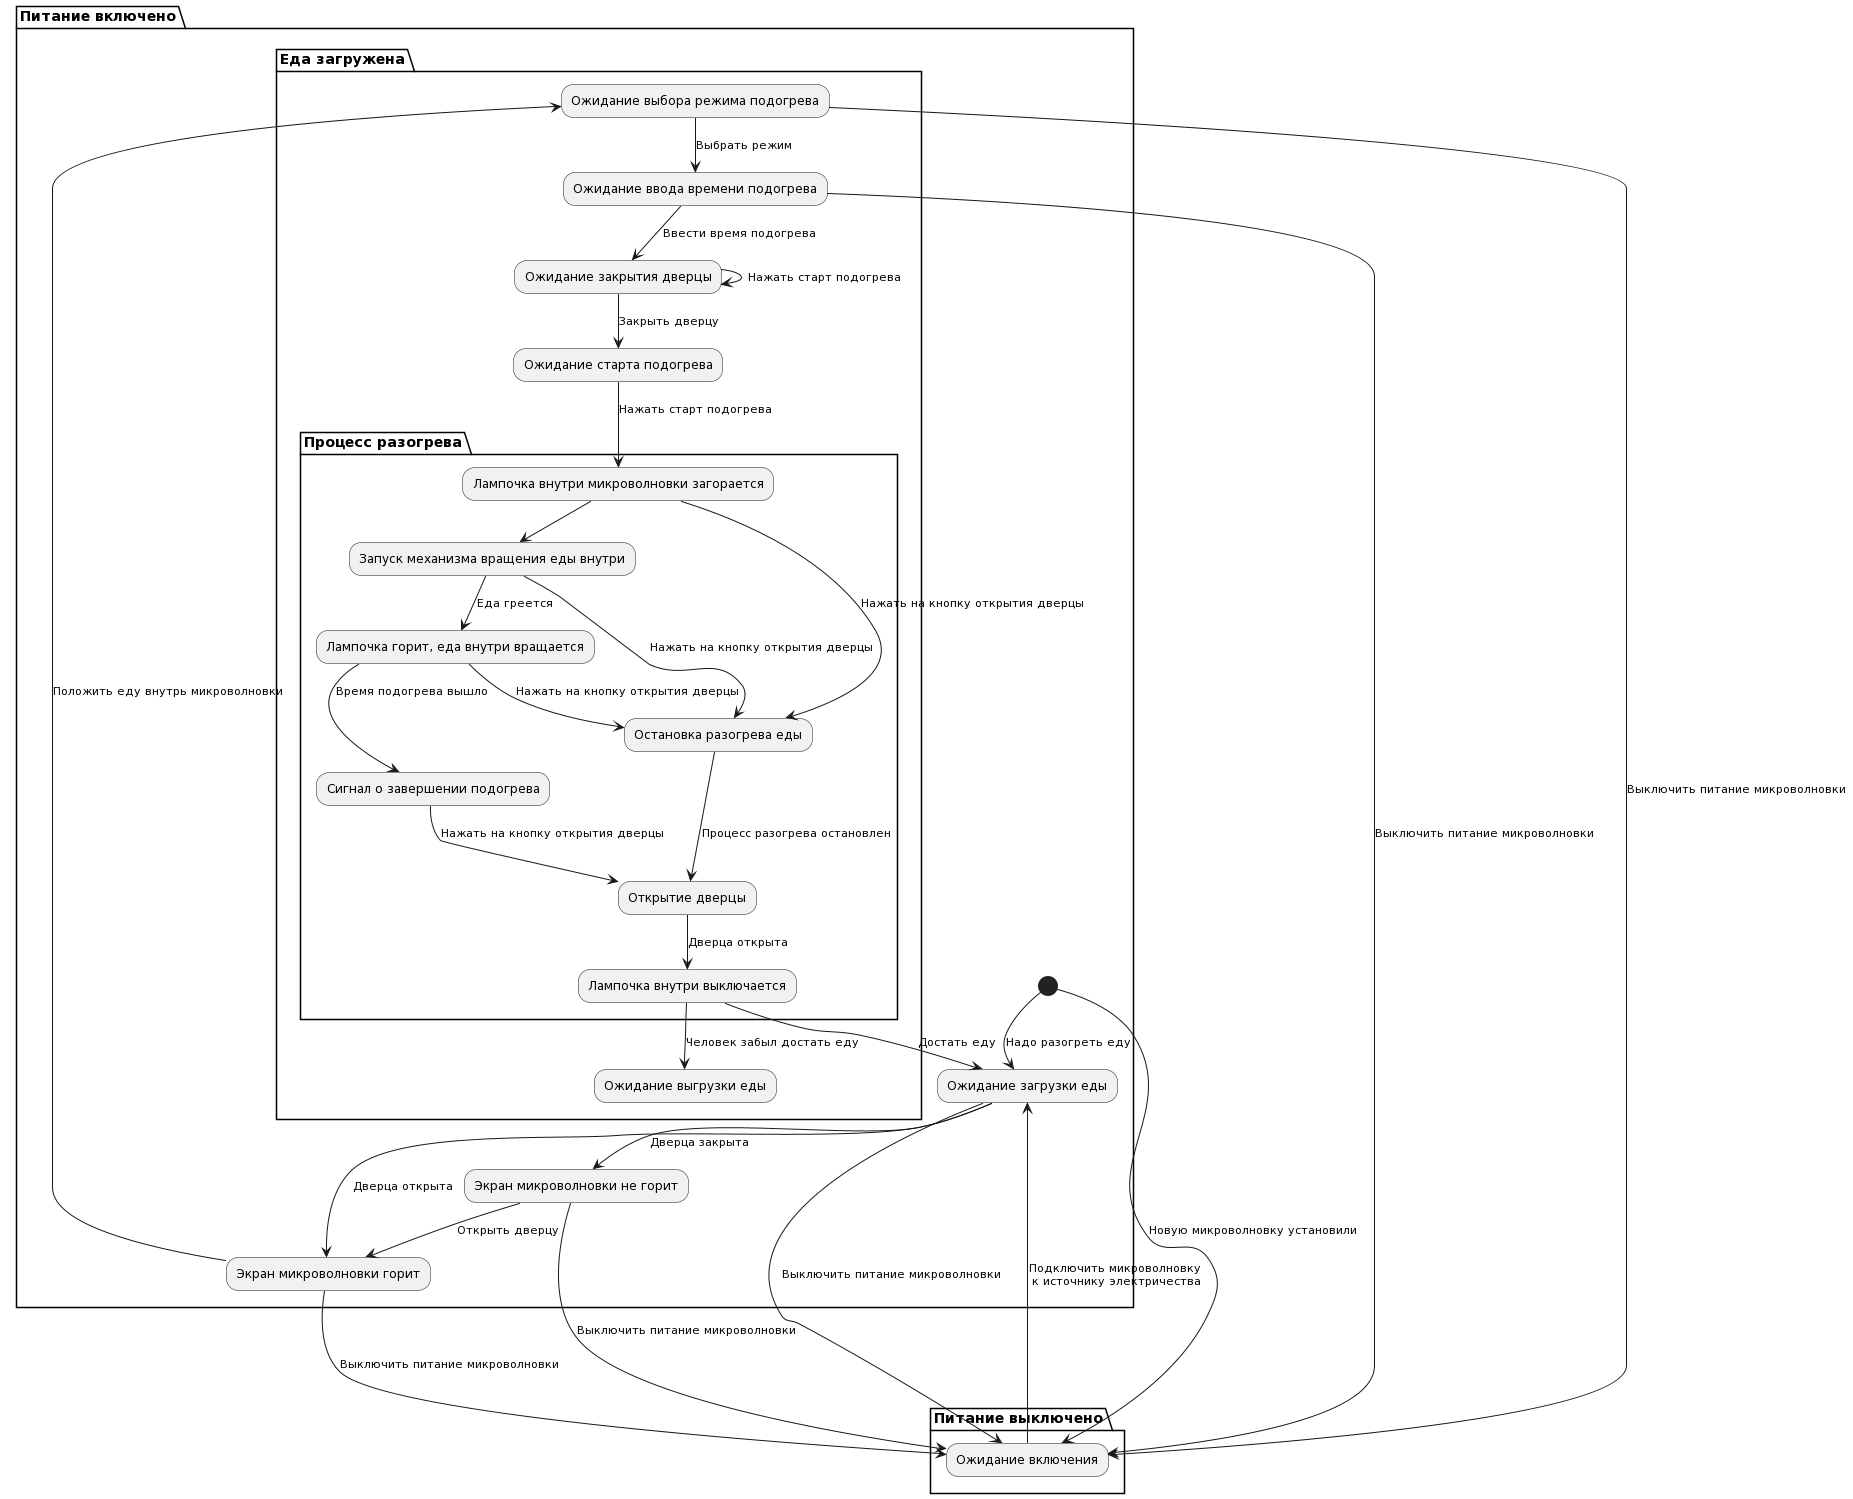 Питание включено
Еда загружена
Ожидание выбора режима подогрева
Выбрать режим
Ожидание ввода времени подогрева
Ввести время подогрева
Ожидание закрытия дверцы
Нажать старт подогрева
Закрыть дверцу
Ожидание старта подогрева
Нажать старт подогрева
Процесс разогрева
Лампочка внутри микроволновки загорается
Запуск механизма вращения еды внутри
Еда греется
Нажать на кнопку открытия дверцы
Лампочка горит, еда внутри вращается
Нажать на кнопку открытия дверцы
Положить еду внутрь микроволновки
Время подогрева вышло
Нажать на кнопку открытия дверцы
Остановка разогрева еды
Сигнал о завершении подогрева
Выключить питание микроволновки
Нажать на кнопку открытия дверцы
Процесс разогрева остановлен
Выключить питание микроволновки
Открытие дверцы
Дверца открыта
Лампочка внутри выключается
Человек забыл достать еду
Достать еду
Надо разогреть еду
Ожидание выгрузки еды
Ожидание загрузки еды
Дверца закрыта
Дверца открыта
Экран микроволновки не горит
Открыть дверцу
Новую микроволновку установили
Экран микроволновки горит
Выключить питание микроволновки
Подключить микроволновку
к источнику электричества
Выключить питание микроволновки
Выключить питание микроволновки
Питание выключено
Ожидание включения